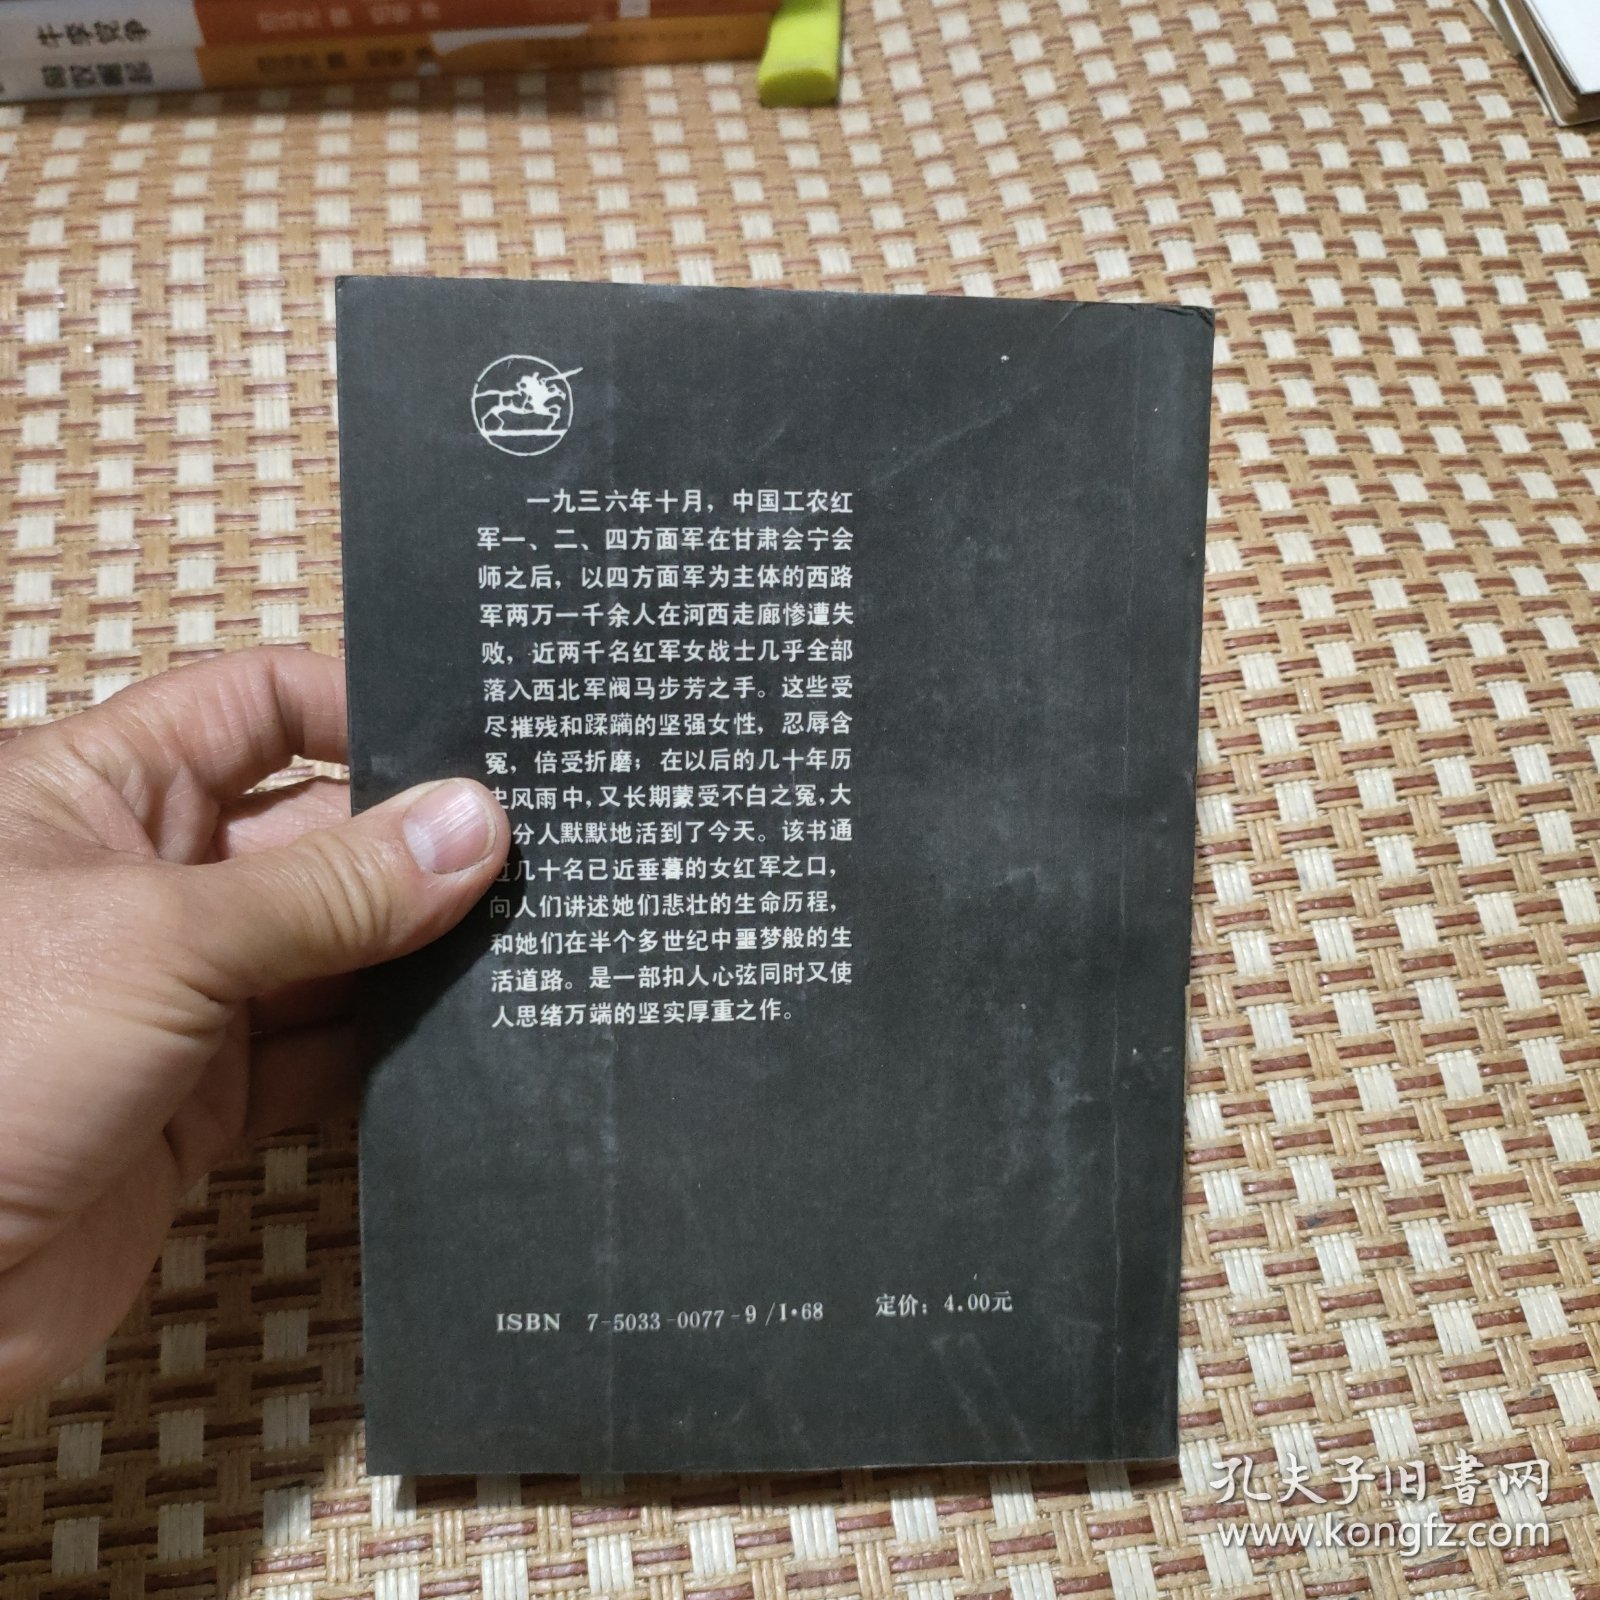 一九三六年十月，中国工农红
军一、二、四方面军在甘肃会宁会
师之后，以四方面军为主体的西路
军两万一千余人在河西走廊惨遭失
败，近两千名红军女战士几乎全部
落入西北军阀马步芳之手。这些受
尽摧残和蹂躏的坚强女性，忍辱含
冤，倍受折磨；在以后的几十年历
史风雨中，又长期蒙受不白之冤，大
分人默默地活到了今天。该书通
过几十名已近垂暮的女红军之口，
向人们讲述她们悲壮的生命历程，
和她们在半个多世纪中噩梦般的生
活道路。是一部扣人心弦同时又使
人思绪万端的坚实厚重之作。
ISBN 7-5033-0077-9/I·68 定价：4.00元
孔夫子旧書网
www.kongfz.com